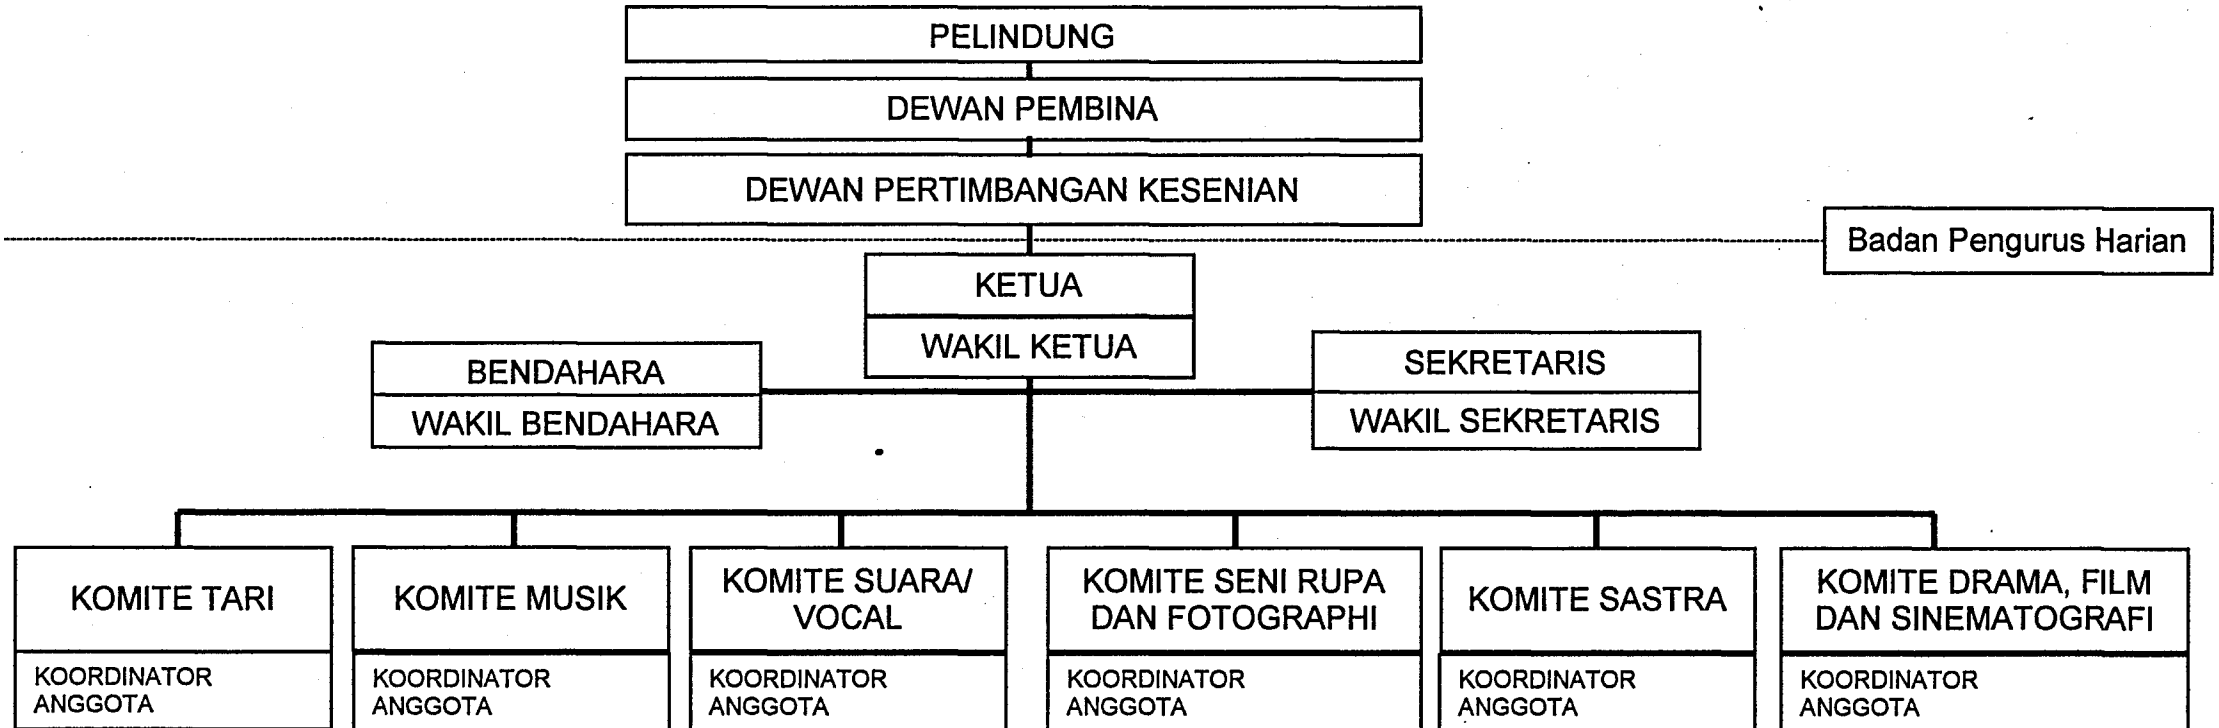 PELINDUNG
DEWAN PEMBINA
DEWAN PERTIMBANGAN KESENIAN
Badan Pengurus Harian
KETUA
WAKIL KETUA
BENDAHARA
WAKIL BENDAHARA
SEKRETARIS
WAKIL SEKRETARIS
KOMITE TARI
KOORDINATOR
ANGGOTA
KOMITE MUSIK
KOORDINATOR
ANGGOTA
KOMITE SUARA/
VOCAL
KOORDINATOR
ANGGOTA
KOMITE SENI RUPA
DAN FOTOGRAPHI
KOORDINATOR
ANGGOTA
KOMITE SASTRA
KOORDINATOR
ANGGOTA
KOMITE DRAMA, FILM
DAN SINEMATOGRAFI
KOORDINATOR
ANGGOTA